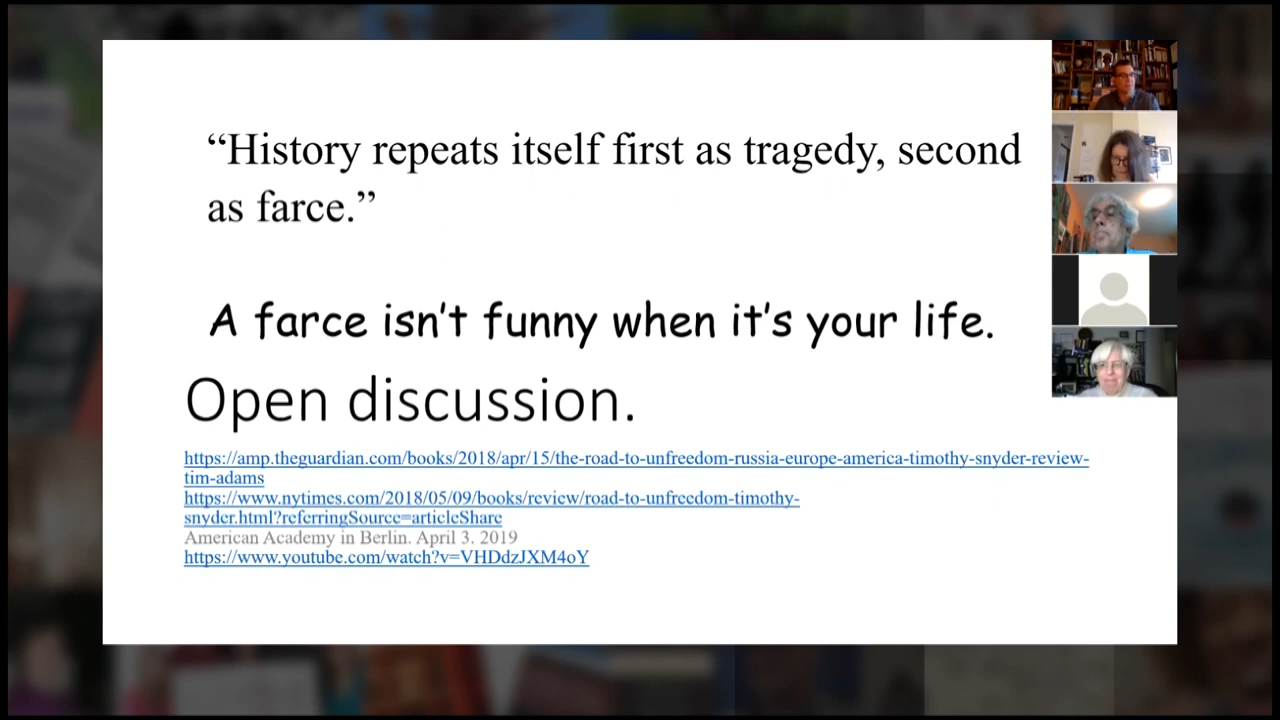 “History repeats itself first as tragedy, second
as farce.”
A farce isn’t funny when it’s your life.
Open discussion.
https://amp.theguardian.com/books/2018/apr/15/the-road-to-unfreedom-russia-europe-america-timothy-snyder-review-
tim-adams
https://www.nytimes.com/2018/05/09/books/review/road-to-unfreedom-timothy-
snyder.html?referringSource=articleShare
American Academy in Berlin. April 3. 2019
https://www.youtube.com/watch?v=VHDdzJXM4oY